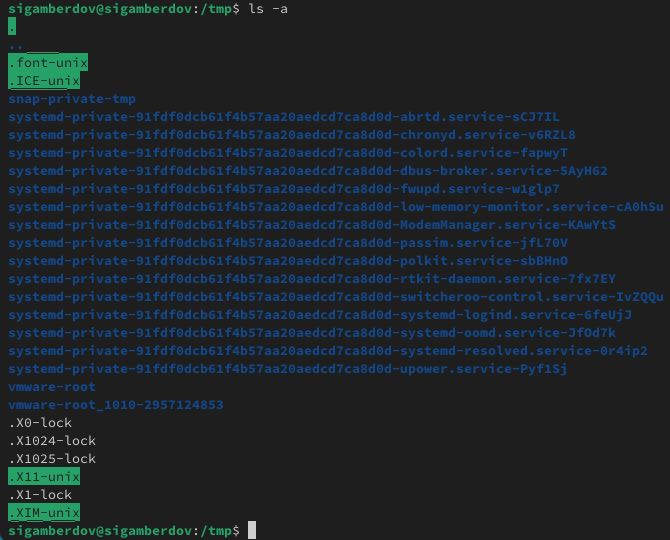 sigamberdov@sigamberdov:/tmp$ ls -a
.
..
.font-unix
.ICE-unix
snap-private-tmp
systemd-private-91fdf0dcb61f4b57aa20aedcd7ca8d0d-abrtd.service-sCJ7IL
systemd-private-91fdf0dcb61f4b57aa20aedcd7ca8d0d-chronyd.service-v6RZL8
systemd-private-91fdf0dcb61f4b57aa20aedcd7ca8d0d-colord.service-fapwyT
systemd-private-91fdf0dcb61f4b57aa20aedcd7ca8d0d-dbus-broker.service-5AyH62
systemd-private-91fdf0dcb61f4b57aa20aedcd7ca8d0d-fwupd.service-w1glp7
systemd-private-91fdf0dcb61f4b57aa20aedcd7ca8d0d-low-memory-monitor.service-cA0hSu
systemd-private-91fdf0dcb61f4b57aa20aedcd7ca8d0d-ModemManager.service-KAwYtS
systemd-private-91fdf0dcb61f4b57aa20aedcd7ca8d0d-passim.service-jfL70V
systemd-private-91fdf0dcb61f4b57aa20aedcd7ca8d0d-polkit.service-sbBHnO
systemd-private-91fdf0dcb61f4b57aa20aedcd7ca8d0d-rtkit-daemon.service-7fx7EY
systemd-private-91fdf0dcb61f4b57aa20aedcd7ca8d0d-switcheroo-control.service-IvZQQu
systemd-private-91fdf0dcb61f4b57aa20aedcd7ca8d0d-systemd-logind.service-6feUjJ
systemd-private-91fdf0dcb61f4b57aa20aedcd7ca8d0d-systemd-oomd.service-JfOd7k
systemd-private-91fdf0dcb61f4b57aa20aedcd7ca8d0d-systemd-resolved.service-0r4ip2
systemd-private-91fdf0dcb61f4b57aa20aedcd7ca8d0d-upower.service-Pyf1Sj
vmware-root
vmware-root_1010-2957124853
.X0-lock
.X1024-lock
.X1025-lock
.X11-unix
.X1-lock
.XIM-unix
sigamberdov@sigamberdov:/tmp$